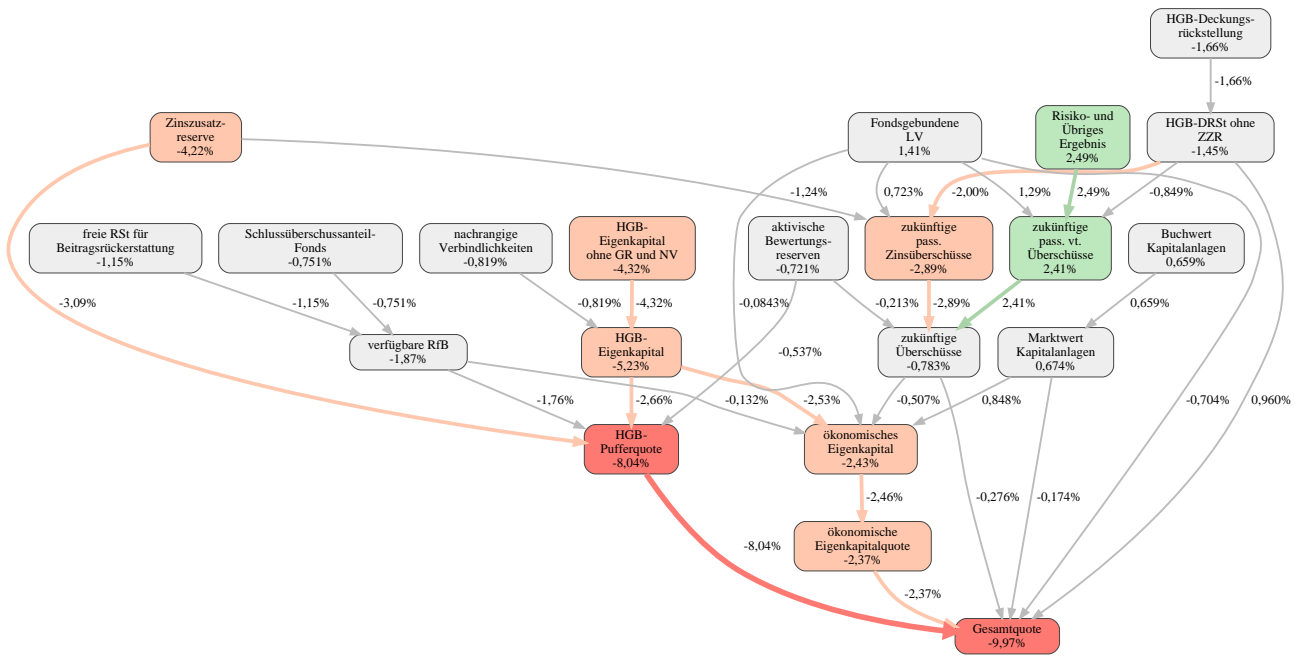 HGB-Deckungs-
rückstellung
-1,66%
-1,66%
Zinszusatz-
reserve
-4,22%
Fondsgebundene
LV
1,41%
Risiko- und
Übriges
Ergebnis
2,49%
HGB-DRSt ohne
ZZR
-1,45%
-1,24%
0,723%
-2,00%
1,29%
2,49%
-0,849%
freie RSt für
Beitragsrückerstattung
-1,15%
Schlussüberschussanteil-
Fonds
-0,751%
nachrangige
Verbindlichkeiten
-0,819%
HGB-
Eigenkapital
ohne GR und NV
-4,32%
aktivische
Bewertungs-
reserven
-0,721%
zukünftige
pass.
Zinsüberschüsse
-2,89%
zukünftige
pass. vt.
Überschüsse
2,41%
Buchwert
Kapitalanlagen
0,659%
-3,09%
-1,15%
-0,751%
-0,819%
-4,32%
-0,0843%
-0,213%
-2,89%
2,41%
0,659%
verfügbare RfB
-1,87%
HGB-
Eigenkapital
-5,23%
-0,537%
zukünftige
Überschüsse
-0,783%
Marktwert
Kapitalanlagen
0,674%
-1,76%
-2,66%
-0,132%
-2,53%
-0,507%
0,848%
-0,704%
0,960%
HGB-
Pufferquote
-8,04%
ökonomisches
Eigenkapital
-2,43%
-2,46%
-0,276%
-0,174%
ökonomische
Eigenkapitalquote
-2,37%
-8,04%
-2,37%
Gesamtquote
-9,97%